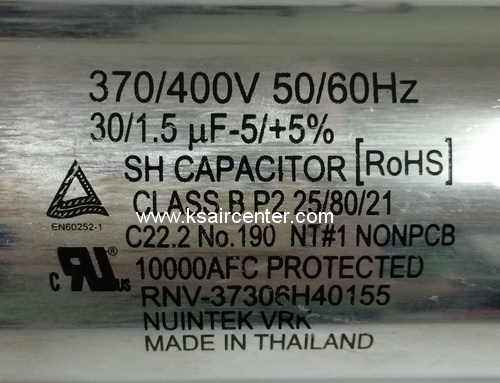 370/400V 50/60Hz
30/1.5 µF-5/+5%
SH CAPACITOR [RoHS]
CLASS B P2 25/80/21
www.ksaircenter.com
EN60252-1
C22.2 No.190 NT#1 NONPCB
c RU us ®
10000AFC PROTECTED
RNV-37306H40155
NUINTEK VRK
MADE IN THAILAND